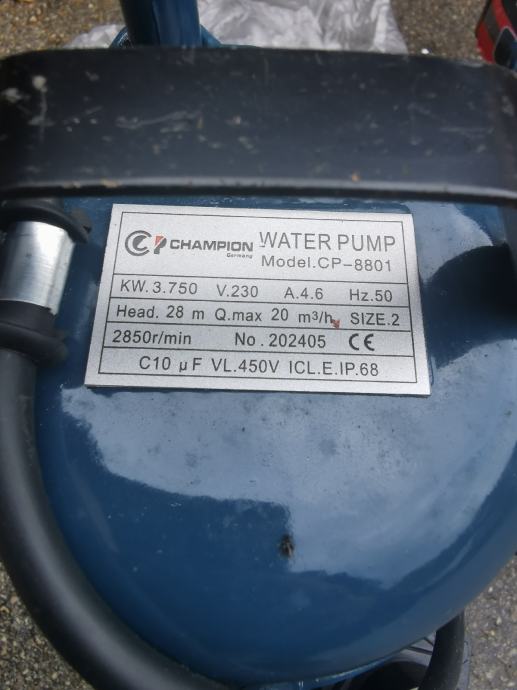 CP CHAMPION
Germany
WATER PUMP
Model.CP-8801
KW.3.750 V.230 A.4.6 Hz.50
Head. 28 m Q.max 20 m³/h SIZE.2
2850r/min No.202405 CE
C10 µF VL.450V ICL.E.IP.68